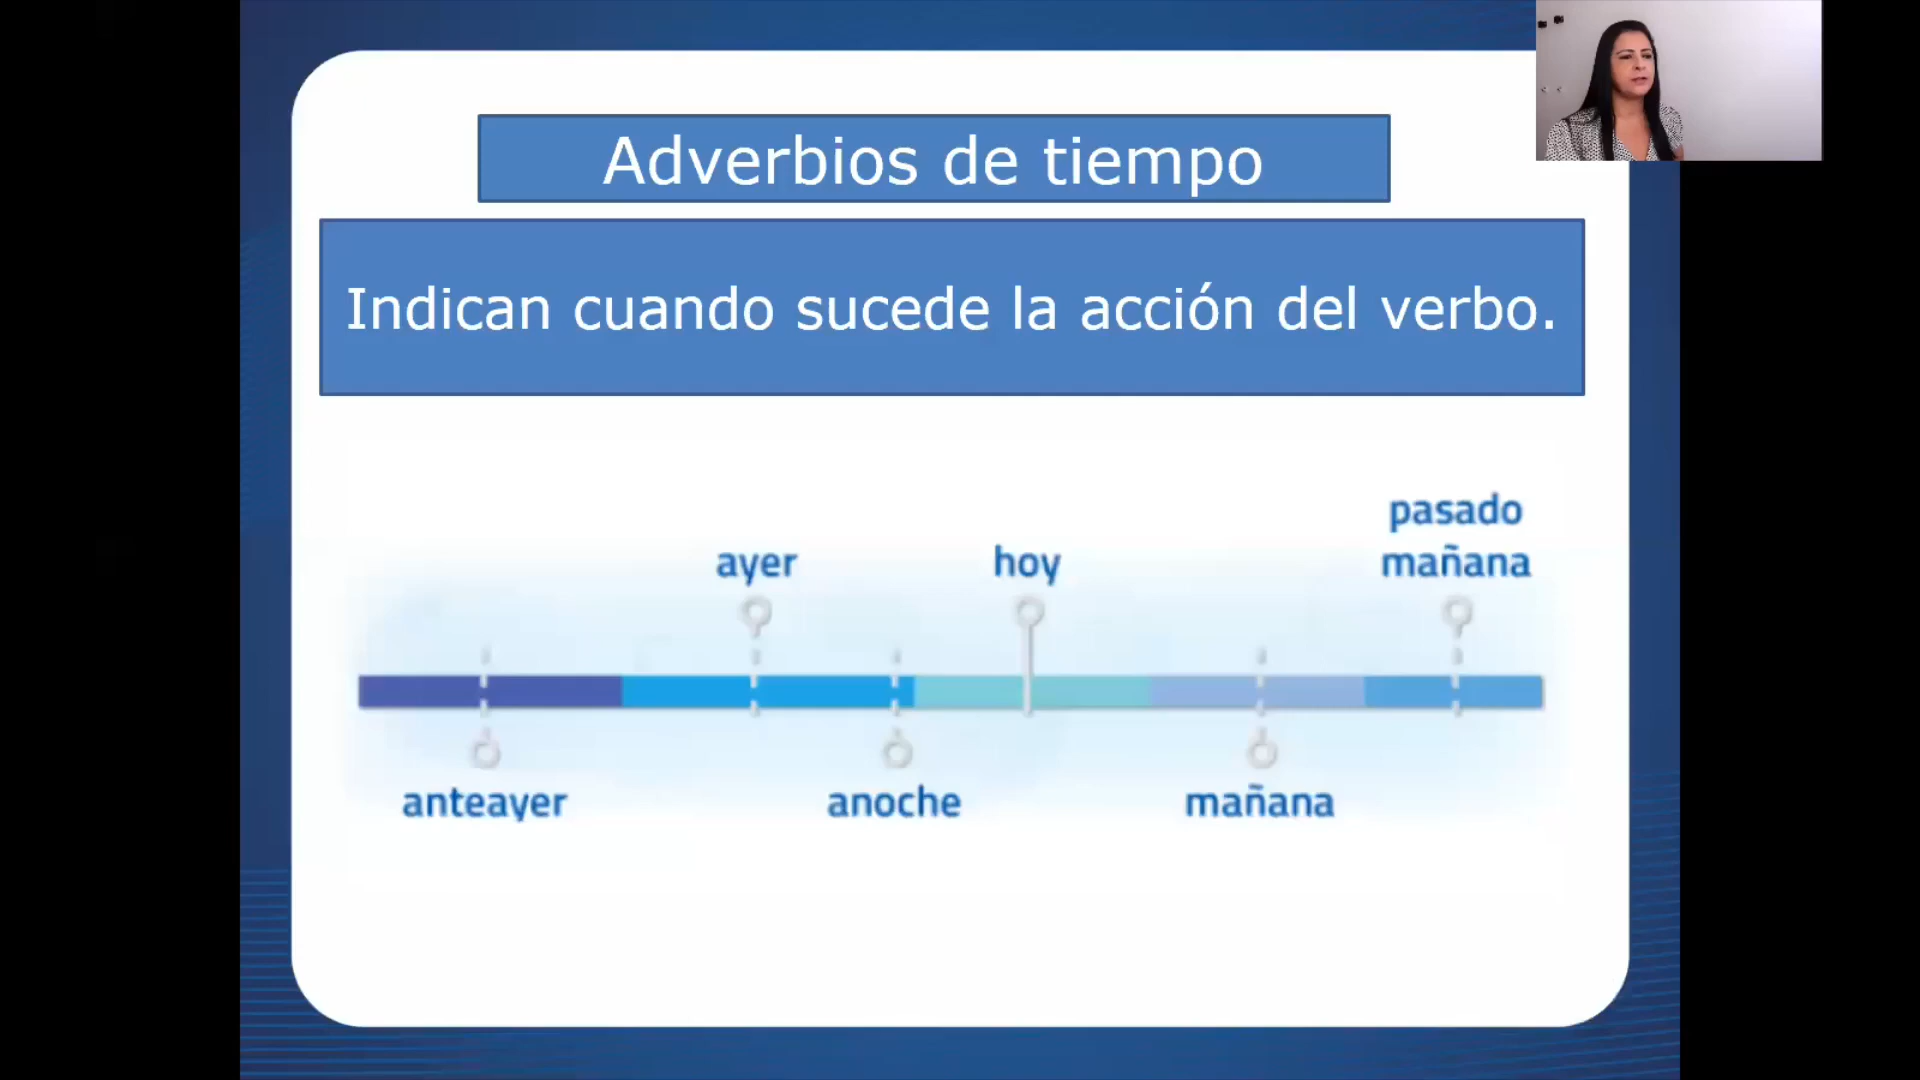 Adverbios de tiempo
Indican cuando sucede la acción del verbo.
pasado
ayer hoy mañana
anteayer anoche mañana